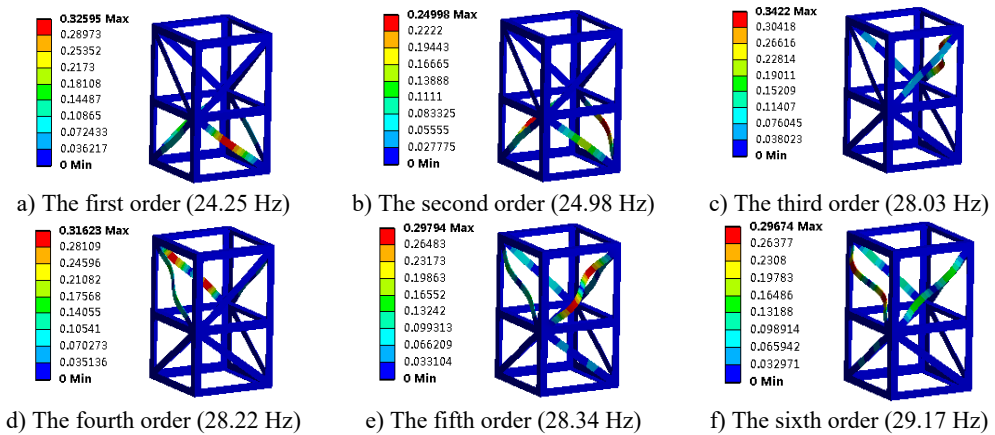 0.32595 Max
0.28973
0.25352
0.2173
0.18108
0.14487
0.10865
0.072433
0.036217
0 Min
a) The first order (24.25 Hz)
0.24998 Max
0.2222
0.19443
0.16665
0.13888
0.1111
0.083325
0.05555
0.027775
0 Min
b) The second order (24.98 Hz)
0.3422 Max
0.30418
0.26616
0.22814
0.19011
0.15209
0.11407
0.076045
0.038023
0 Min
c) The third order (28.03 Hz)
0.31623 Max
0.28109
0.24596
0.21082
0.17568
0.14055
0.10541
0.070273
0.035136
0 Min
d) The fourth order (28.22 Hz)
0.29794 Max
0.26483
0.23173
0.19863
0.16552
0.13242
0.099313
0.066209
0.033104
0 Min
e) The fifth order (28.34 Hz)
0.29674 Max
0.26377
0.2308
0.19783
0.16486
0.13188
0.098914
0.065942
0.032971
0 Min
f) The sixth order (29.17 Hz)